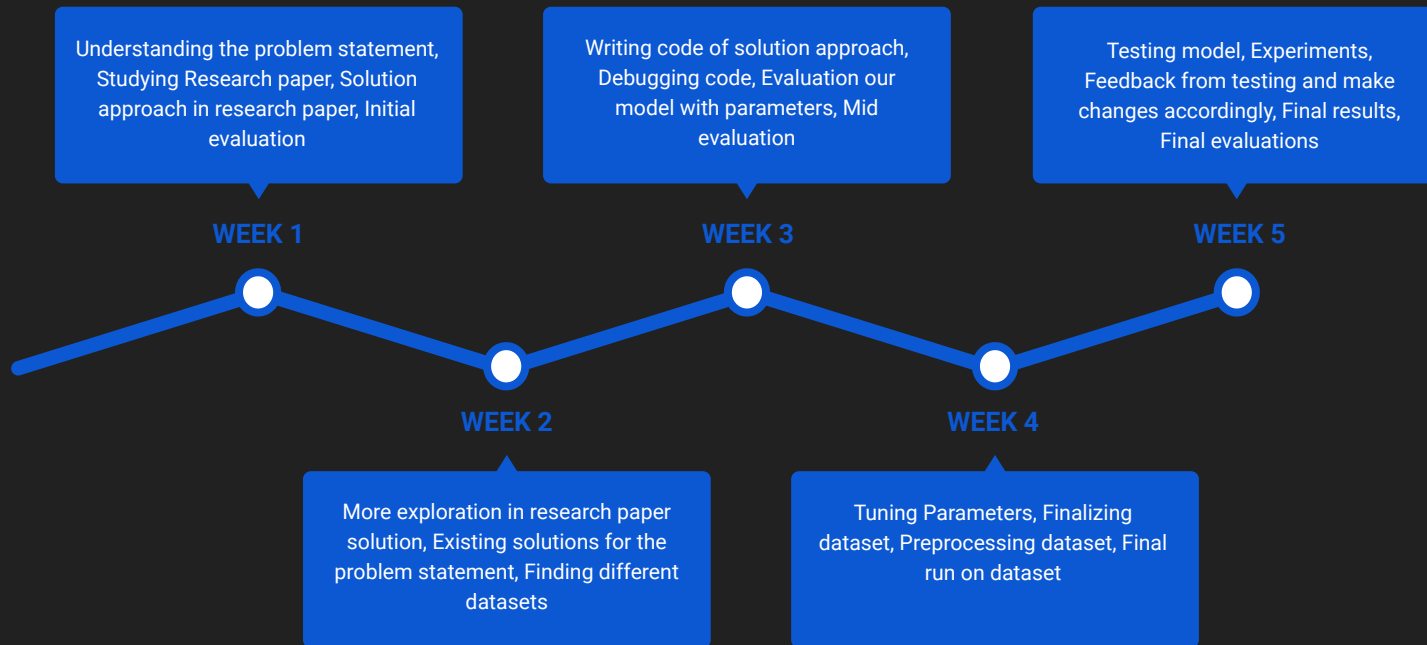 Understanding the problem statement,
Studying Research paper, Solution
approach in research paper, Initial
evaluation
WEEK 1
More exploration in research paper
solution, Existing solutions for the
problem statement, Finding different
datasets
WEEK 2
Writing code of solution approach,
Debugging code, Evaluation our
model with parameters, Mid
evaluation
WEEK 3
Tuning Parameters, Finalizing
dataset, Preprocessing dataset, Final
run on dataset
WEEK 4
Testing model, Experiments,
Feedback from testing and make
changes accordingly, Final results,
Final evaluations
WEEK 5